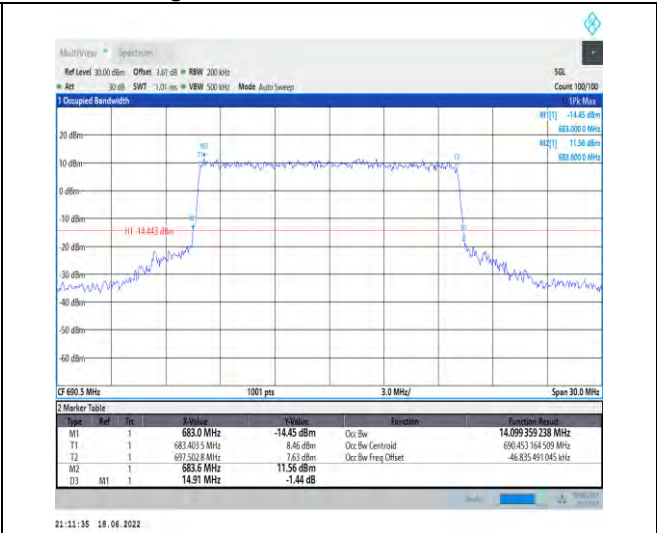 MultiView Spectrum
Ref Level 30.00 dBm Offset 3.61 dB RBW 200 kHz SGL
Att 30 dB SWT 1.01 ms VBW 500 kHz Mode Auto Sweep Count 100/100
1 Occupied Bandwidth 1Pk Max
M1[1] -14.45 dBm
683.0000 MHz
M2[1] 11.56 dBm
683.6000 MHz
20 dBm
M2
T1
T2
10 dBm
0 dBm
-10 dBm
M1
H1 -14.443 dBm
-20 dBm
-30 dBm
-40 dBm
-50 dBm
-60 dBm
CF 690.5 MHz 1001 pts 3.0 MHz/ Span 30.0 MHz
2 Marker Table
Type Ref Trc X-Value Y-Value Function Function Result
M1 1 683.0 MHz -14.45 dBm Occ Bw 14.099 359 238 MHz
T1 1 683.403 5 MHz 8.46 dBm Occ Bw Centroid 690.453 164 509 MHz
T2 1 697.502 8 MHz 7.63 dBm Occ Bw Freq Offset -46.835 491 045 kHz
M2 1 683.6 MHz 11.56 dBm
D3 M1 1 14.91 MHz -1.44 dB
21:11:35 18.06.2022